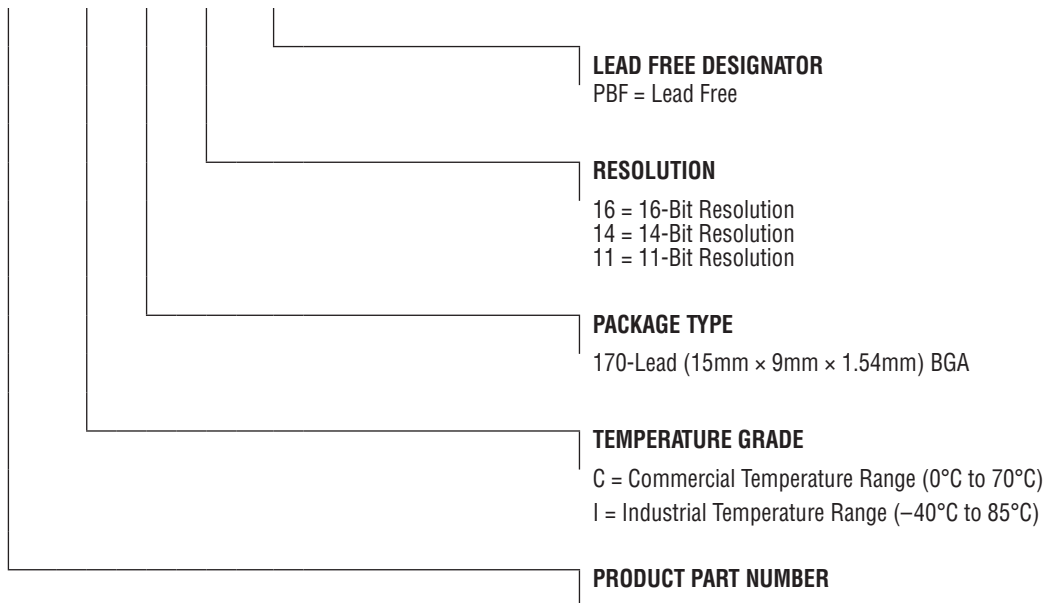 LEAD FREE DESIGNATOR
PBF = Lead Free
RESOLUTION
16 = 16-Bit Resolution
14 = 14-Bit Resolution
11 = 11-Bit Resolution
PACKAGE TYPE
170-Lead (15mm × 9mm × 1.54mm) BGA
TEMPERATURE GRADE
C = Commercial Temperature Range (0°C to 70°C)
I = Industrial Temperature Range (–40°C to 85°C)
PRODUCT PART NUMBER